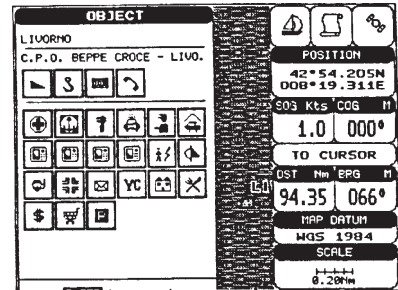 OBJECT
LIVORNO
C.P.O. BEPPE CROCE - LIVO.
YC
$
P
LI
POSITION
42°54.205N
008°19.311E
SOG Kts COG M
1.0 000°
TO CURSOR
DST Nm BRG M
94.35 066°
MAP DATUM
WGS 1984
SCALE
0.20Nm